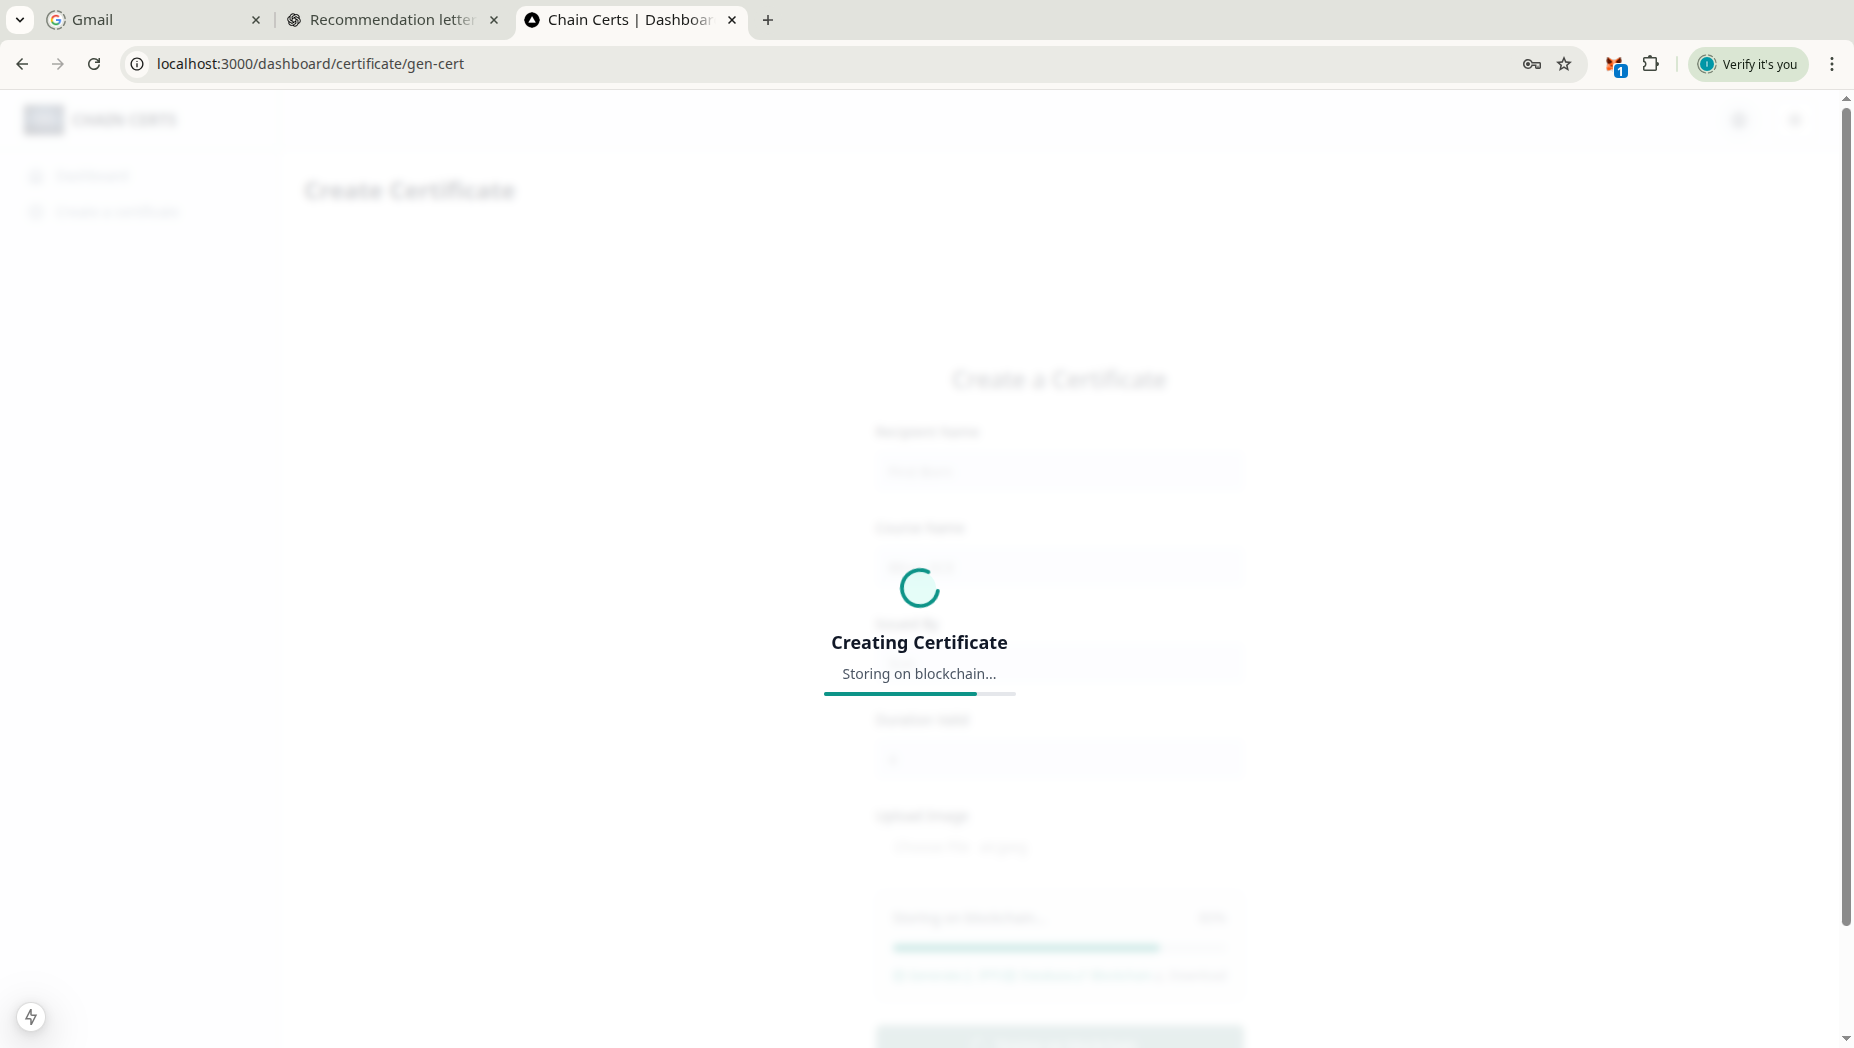 Gmail
Recommendation letter
Chain Certs | Dashboar
localhost:3000/dashboard/certificate/gen-cert
1
Verify it's you
CHAIN CERTS
Dashboard
Create a certificate
Create Certificate
Create a Certificate
Recipient Name
Course Name
Issued By
Creating Certificate
Storing on blockchain...
Upload Image
Storing on blockchain...